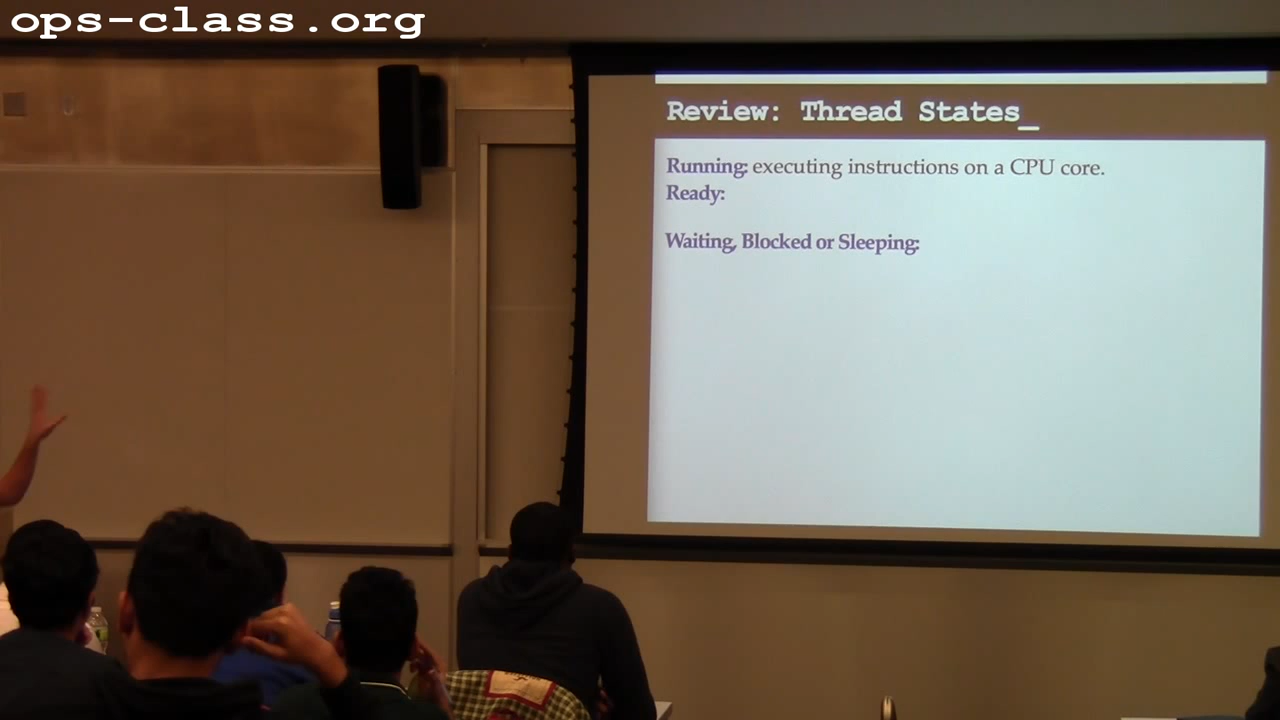 ops-class.org
Review: Thread States_
Running: executing instructions on a CPU core.
Ready:
Waiting, Blocked or Sleeping: